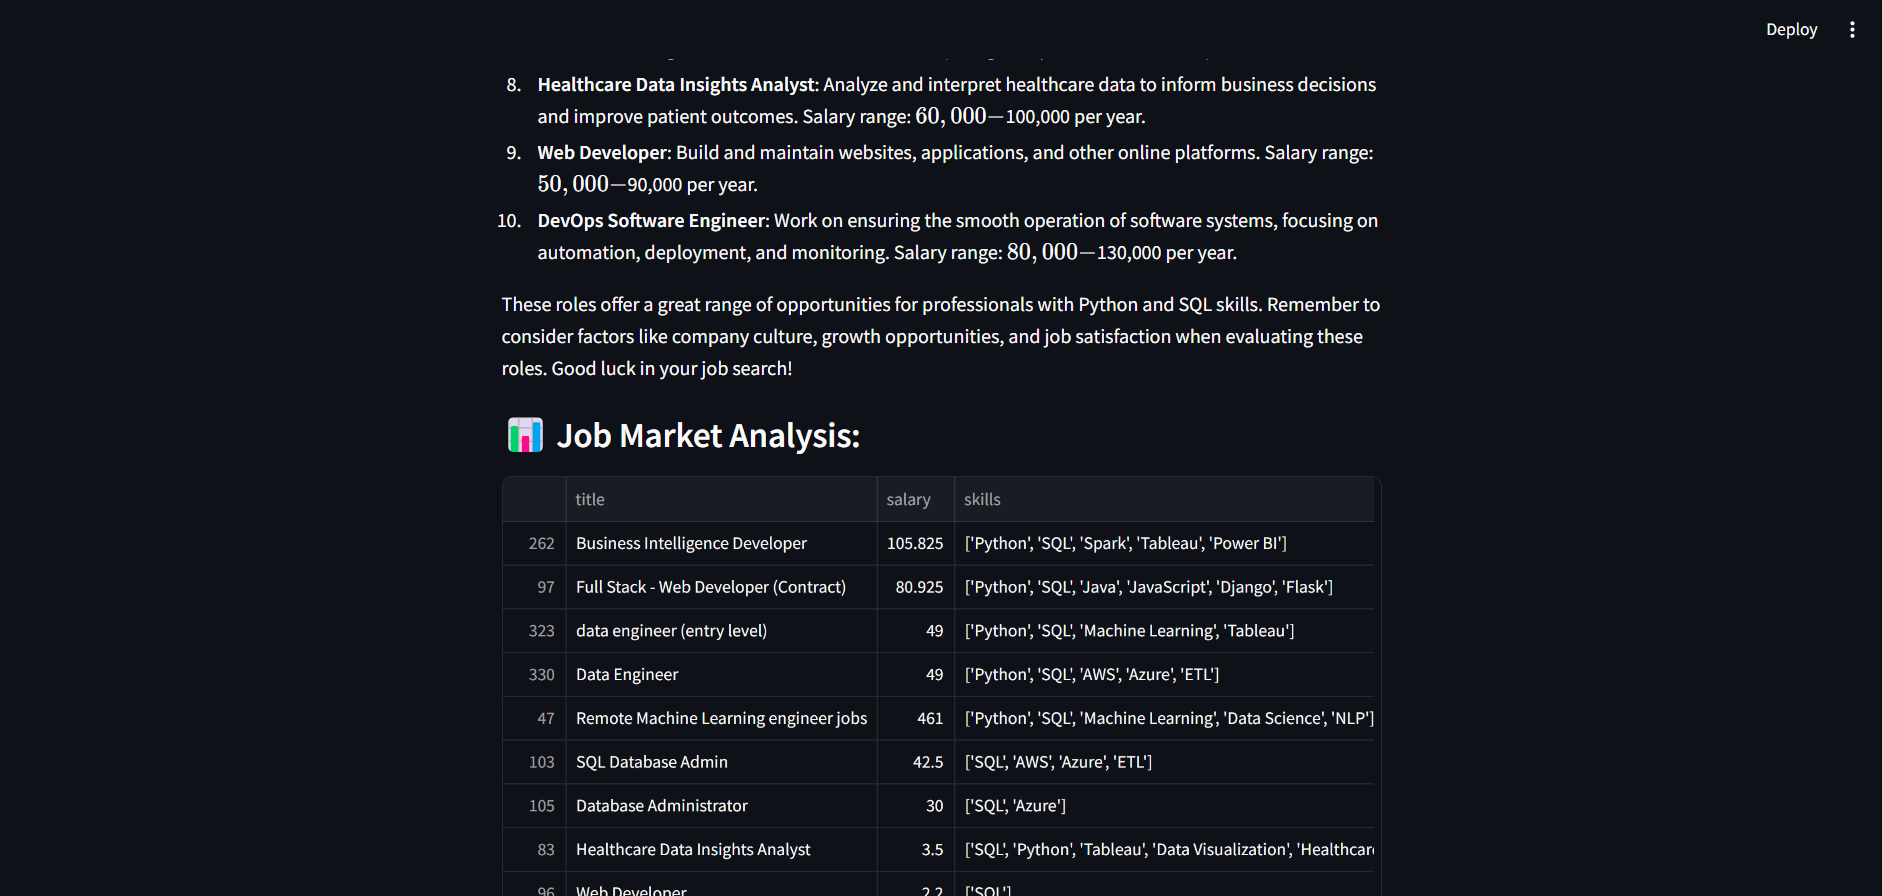 Deploy
8. Healthcare Data Insights Analyst: Analyze and interpret healthcare data to inform business decisions
and improve patient outcomes. Salary range: 60,000−100,000 per year.
9. Web Developer: Build and maintain websites, applications, and other online platforms. Salary range:
50,000−90,000 per year.
10. DevOps Software Engineer: Work on ensuring the smooth operation of software systems, focusing on
automation, deployment, and monitoring. Salary range: 80,000−130,000 per year.
These roles offer a great range of opportunities for professionals with Python and SQL skills. Remember to
consider factors like company culture, growth opportunities, and job satisfaction when evaluating these
roles. Good luck in your job search!
Job Market Analysis:
title salary skills
262 Business Intelligence Developer 105.825 ['Python', 'SQL', 'Spark', 'Tableau', 'Power BI']
97 Full Stack - Web Developer (Contract) 80.925 ['Python', 'SQL', 'Java', 'JavaScript', 'Django', 'Flask']
323 data engineer (entry level) 49 ['Python', 'SQL', 'Machine Learning', 'Tableau']
330 Data Engineer 49 ['Python', 'SQL', 'AWS', 'Azure', 'ETL']
47 Remote Machine Learning engineer jobs 461 ['Python', 'SQL', 'Machine Learning', 'Data Science', 'NLP']
103 SQL Database Admin 42.5 ['SQL', 'AWS', 'Azure', 'ETL']
105 Database Administrator 30 ['SQL', 'Azure']
83 Healthcare Data Insights Analyst 3.5 ['SQL', 'Python', 'Tableau', 'Data Visualization', 'Healthcar
96 Web Developer 2.2 ['SQL']